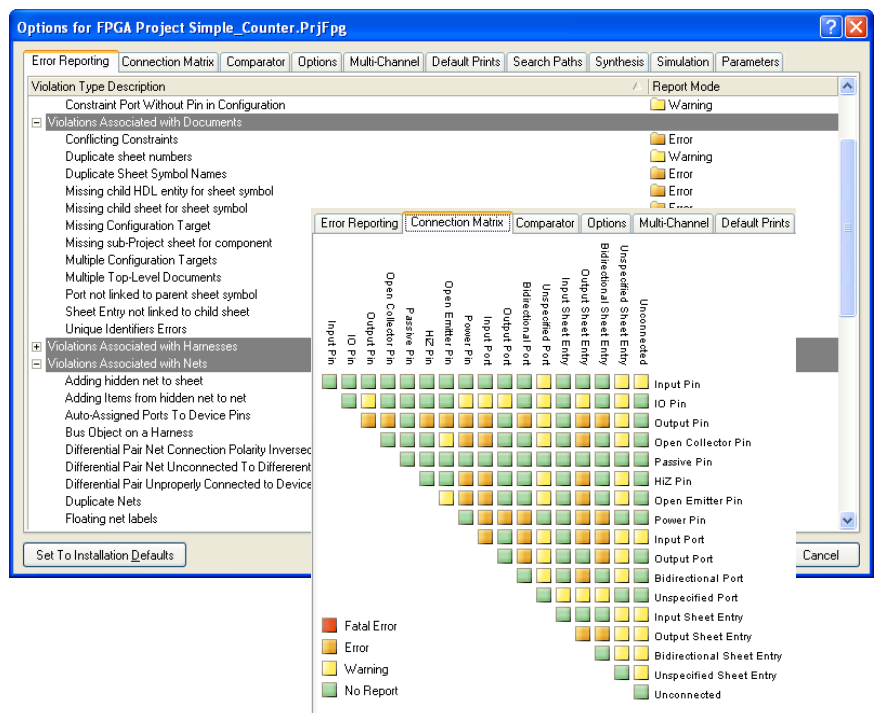 Options for FPGA Project Simple_Counter.PrjFpg
Error Reporting Connection Matrix Comparator Options Multi-Channel Default Prints Search Paths Synthesis Simulation Parameters
Violation Type Description Report Mode
Constraint Port Without Pin in Configuration Warning
Violations Associated with Documents
Conflicting Constraints Error
Duplicate sheet numbers Warning
Duplicate Sheet Symbol Names Error
Missing child HDL entity for sheet symbol Error
Missing child sheet for sheet symbol Error
Missing Configuration Target
Missing sub-Project sheet for component
Multiple Configuration Targets
Multiple Top-Level Documents
Port not linked to parent sheet symbol
Sheet Entry not linked to child sheet
Unique Identifiers Errors
Violations Associated with Harnesses
Violations Associated with Nets
Adding hidden net to sheet
Adding Items from hidden net to net
Auto-Assigned Ports To Device Pins
Bus Object on a Harness
Differential Pair Net Connection Polarity Inversed
Differential Pair Net Unconnected To Differerent
Differential Pair Unproperly Connected to Device
Duplicate Nets
Floating net labels
Set To Installation Defaults
Cancel
Error Reporting Connection Matrix Comparator Options Multi-Channel Default Prints
Input Pin
IO Pin
Output Pin
Open Collector Pin
Passive Pin
HiZ Pin
Open Emitter Pin
Power Pin
Input Port
Output Port
Bidirectional Port
Unspecified Port
Input Sheet Entry
Output Sheet Entry
Bidirectional Sheet Entry
Unspecified Sheet Entry
Unconnected
Input Pin
IO Pin
Output Pin
Open Collector Pin
Passive Pin
HiZ Pin
Open Emitter Pin
Power Pin
Input Port
Output Port
Bidirectional Port
Unspecified Port
Input Sheet Entry
Output Sheet Entry
Bidirectional Sheet Entry
Unspecified Sheet Entry
Unconnected
Fatal Error
Error
Warning
No Report